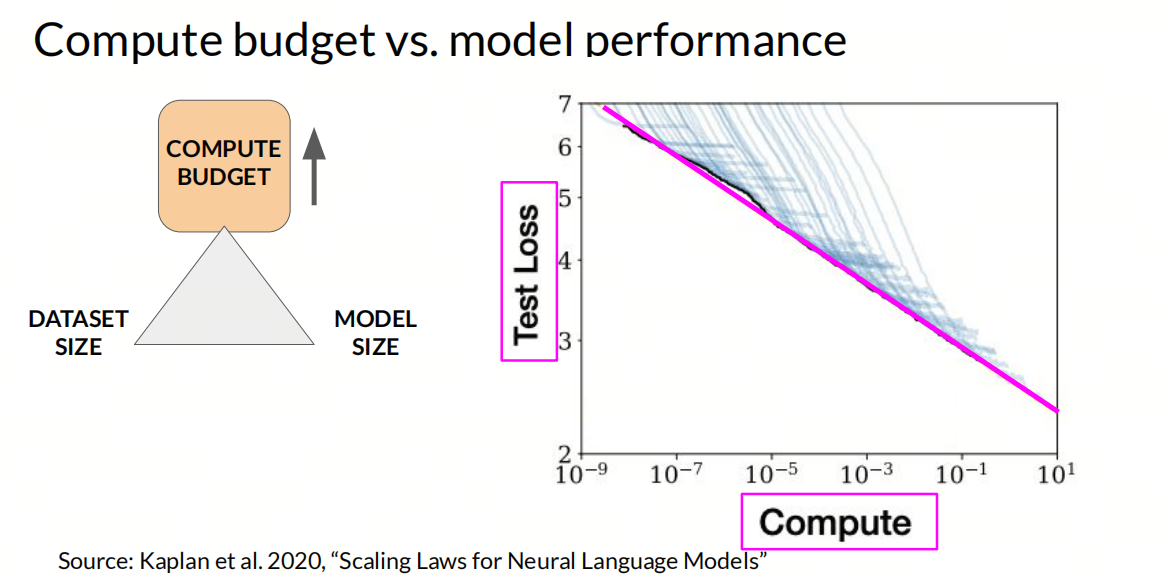 Compute budget vs. model performance
COMPUTE
BUDGET
DATASET
SIZE
MODEL
SIZE
7
6
5
4
3
2
Test Loss
10⁻⁹ 10⁻⁷ 10⁻⁵ 10⁻³ 10⁻¹ 10¹
Compute
Source: Kaplan et al. 2020, “Scaling Laws for Neural Language Models”